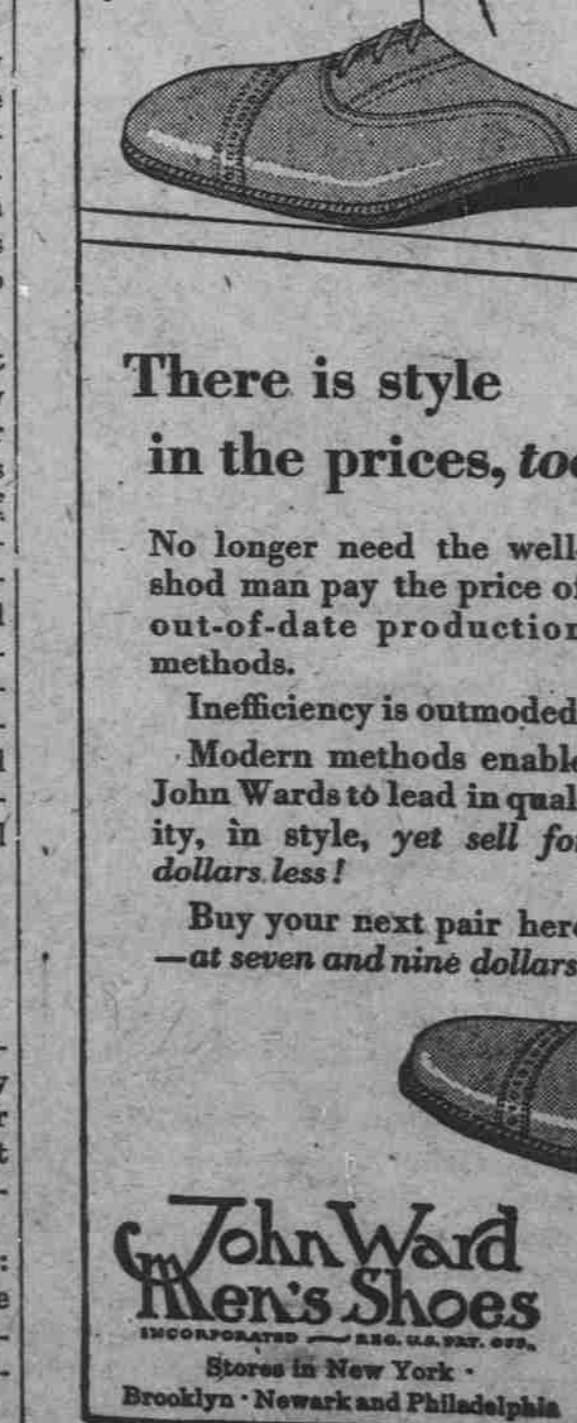 There is style
in the prices, too
No longer need the well-
shod man pay the price of
out-of-date production
methods.
Inefficiency is outmoded.
Modern methods enable
John Wards to lead in qual-
ity, in style, yet sell for
dollars less!
Buy your next pair here
—at seven and nine dollars.
John Ward
Men's Shoes
INCORPORATED — REG. U.S. PAT. OFF.
Stores in New York ·
Brooklyn · Newark and Philadelphia